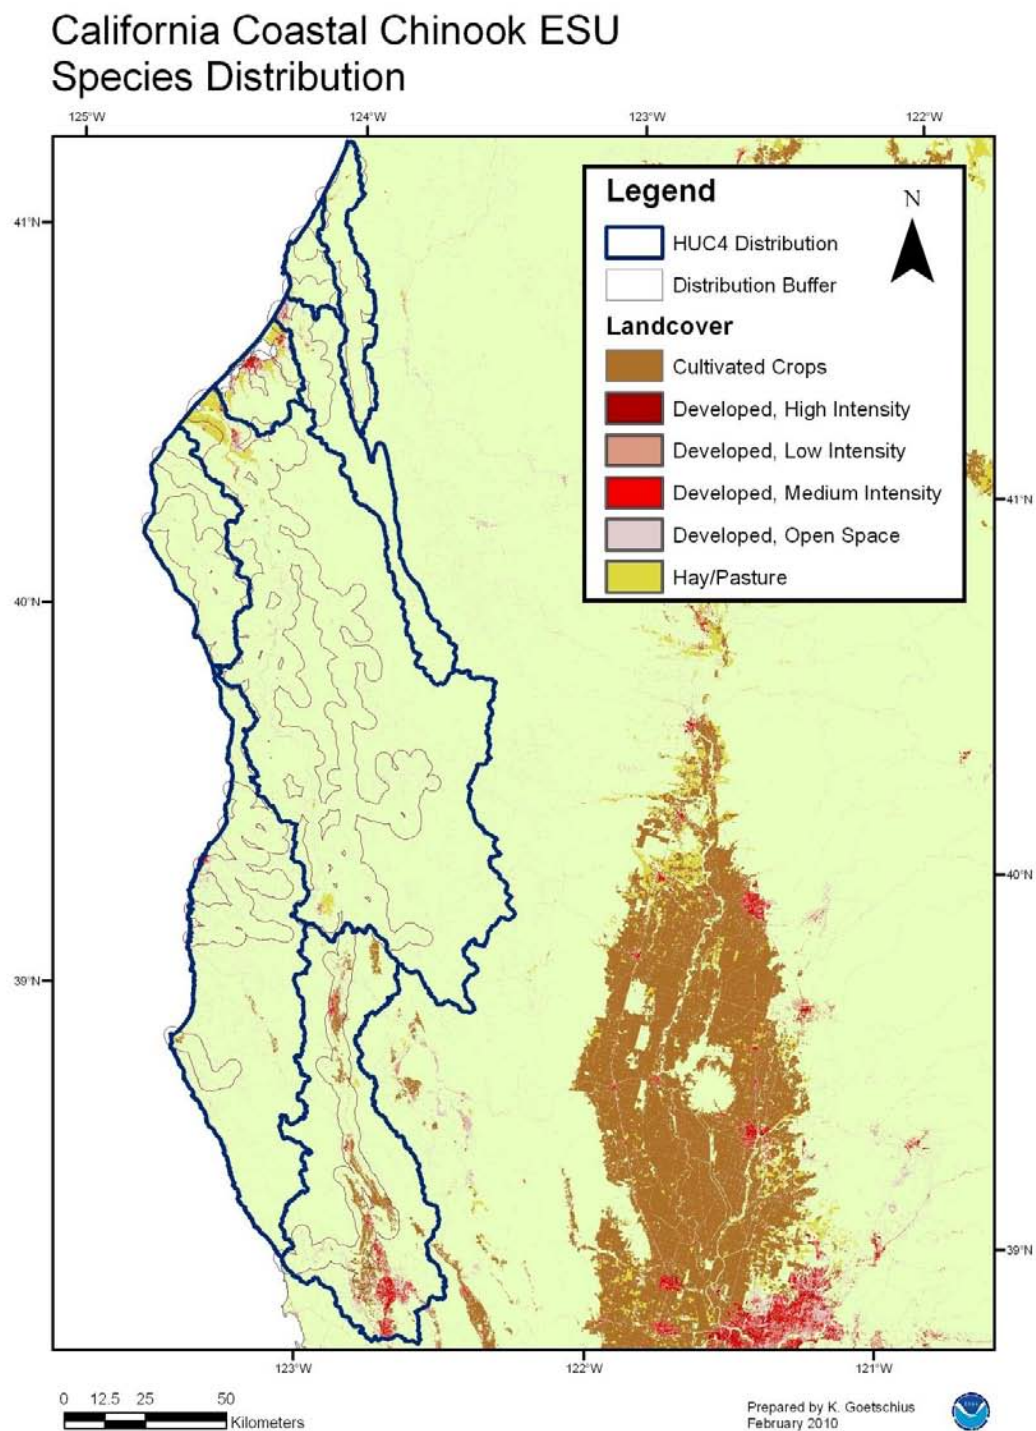 California Coastal Chinook ESU
Species Distribution
125°W
124°W
123°W
122°W
41°N
40°N
39°N
41°N
40°N
39°N
Legend
N
HUC4 Distribution
Distribution Buffer
Landcover
Cultivated Crops
Developed, High Intensity
Developed, Low Intensity
Developed, Medium Intensity
Developed, Open Space
Hay/Pasture
123°W
122°W
121°W
0 12.5 25 50
Kilometers
Prepared by K. Goetschius
February 2010